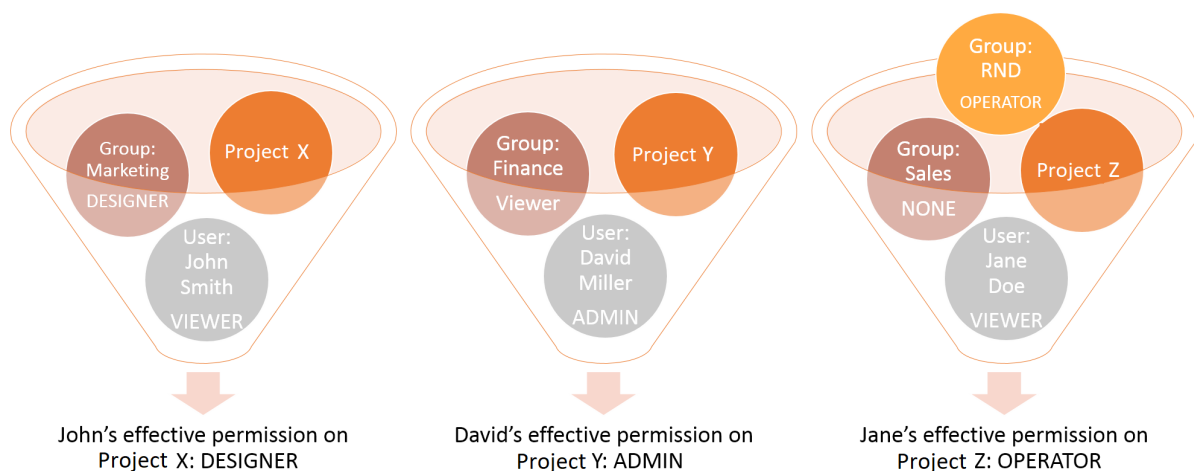 Group:
Marketing
DESIGNER
Project X
User:
John
Smith
VIEWER
John's effective permission on
Project X: DESIGNER
Group:
Finance
Viewer
Project Y
User:
David
Miller
ADMIN
David's effective permission on
Project Y: ADMIN
Group:
RND
OPERATOR
Group:
Sales
NONE
Project Z
User:
Jane
Doe
VIEWER
Jane's effective permission on
Project Z: OPERATOR